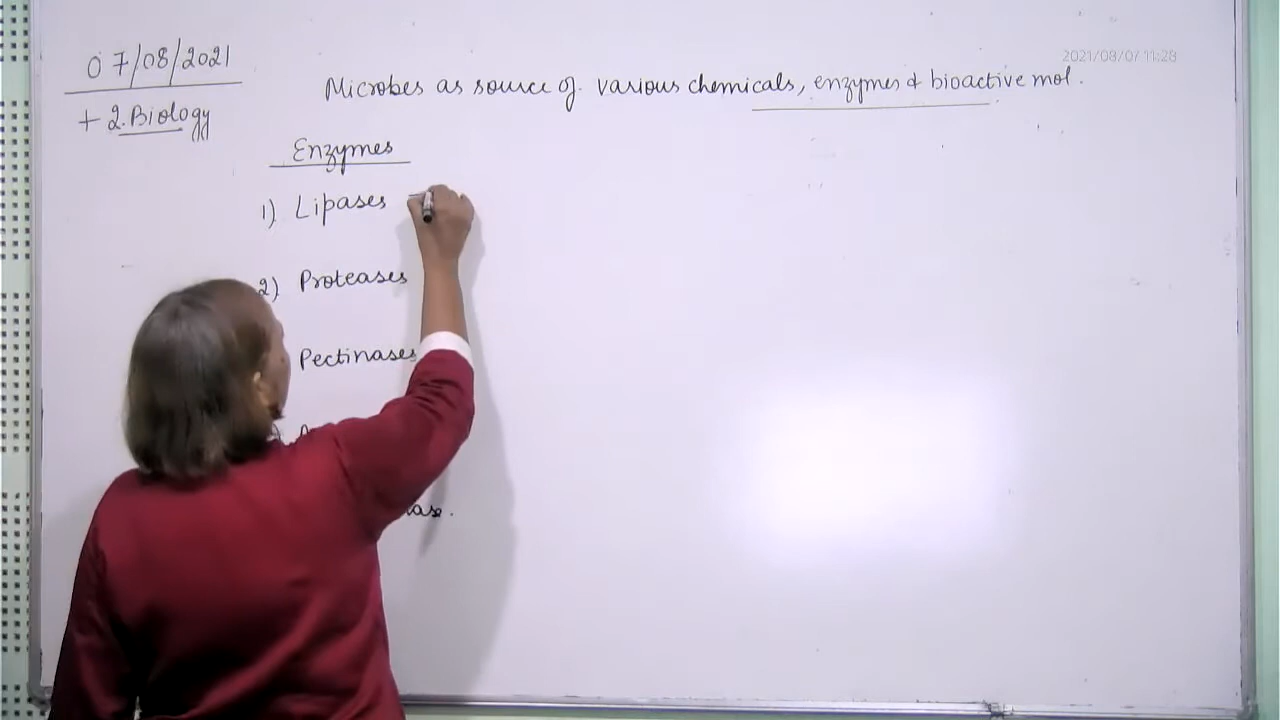 07/08/2021
2021/08/07 11:28
Microbes as source of various chemicals, enzymes & bioactive mol.
+2 Biology
Enzymes
1) Lipases
2) Proteases
Pectinases